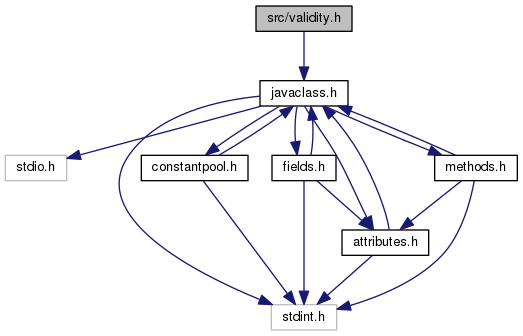 src/validity.h
javaclass.h
stdio.h
constantpool.h
fields.h
methods.h
attributes.h
stdint.h